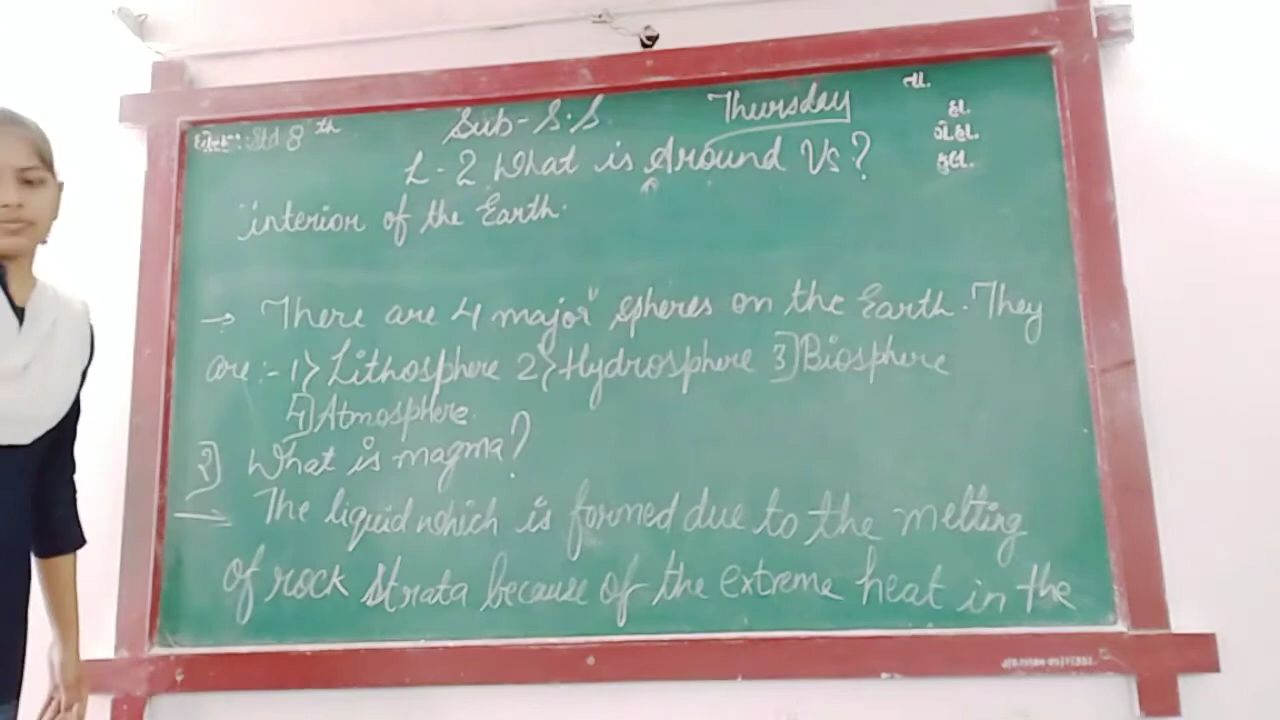 Std 8th Sub- S.S. Thursday તા.
હા.
ગે.હા.
કુલ.
L - 2 What is Around Us?
interior of the Earth.
→ There are 4 major spheres on the Earth. They
are :- 1) Lithosphere 2) Hydrosphere 3] Biosphere
4] Atmosphere.
2] What is magma?
→ The liquid which is formed due to the melting
of rock strata because of the extreme heat in the